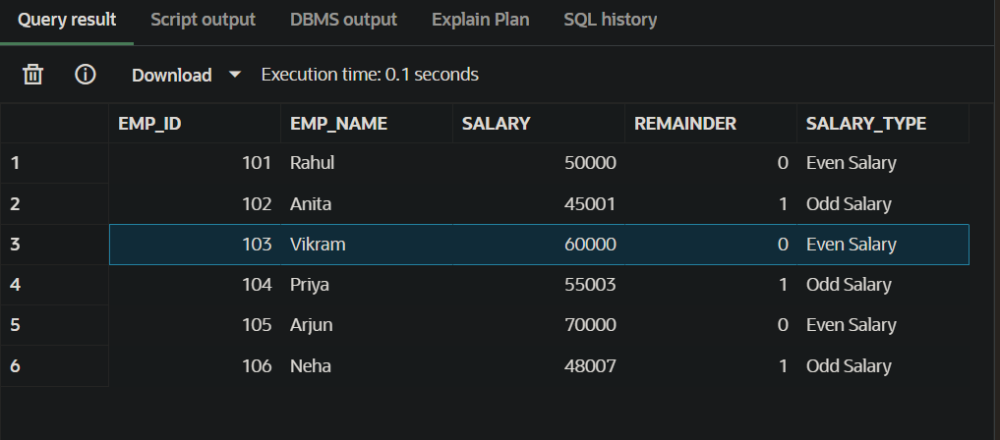 Query result Script output DBMS output Explain Plan SQL history
Download Execution time: 0.1 seconds
EMP_ID EMP_NAME SALARY REMAINDER SALARY_TYPE
1 101 Rahul 50000 0 Even Salary
2 102 Anita 45001 1 Odd Salary
3 103 Vikram 60000 0 Even Salary
4 104 Priya 55003 1 Odd Salary
5 105 Arjun 70000 0 Even Salary
6 106 Neha 48007 1 Odd Salary